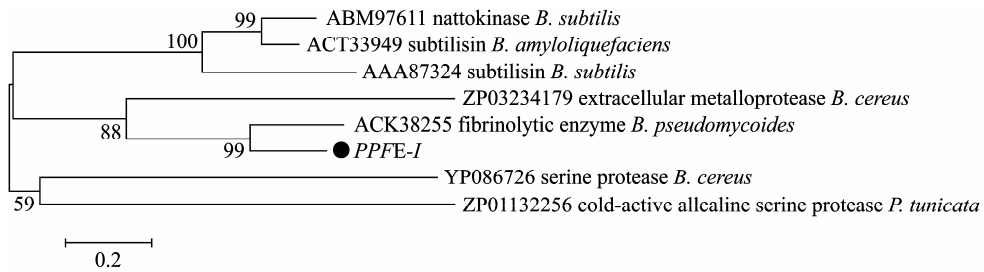 99 ABM97611 nattokinase B. subtilis
ACT33949 subtilisin B. amyloliquefaciens
100
AAA87324 subtilisin B. subtilis
ZP03234179 extracellular metalloprotease B. cereus
ACK38255 fibrinolytic enzyme B. pseudomycoides
88
99 PPFE-I
YP086726 serine protease B. cereus
59 ZP01132256 cold-active allcaline serine protease P. tunicata
0.2